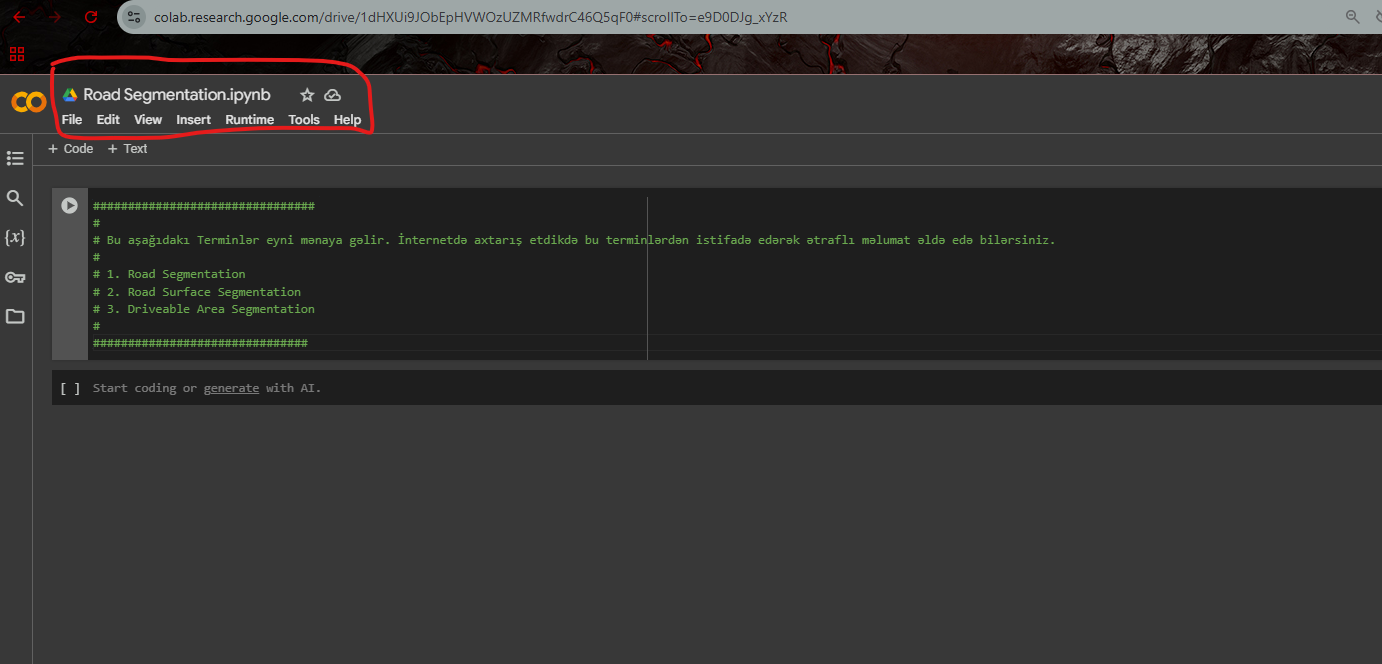 colab.research.google.com/drive/1dHXUi9JObEpHVWOzUZMRfwdrC46Q5qF0#scrollTo=e9D0DJg_xYzR
Road Segmentation.ipynb
File Edit View Insert Runtime Tools Help
+ Code + Text
################################
#
# Bu aşağıdakı Terminlər eyni mənaya gəlir. İnternetdə axtarış etdikdə bu terminlərdən istifadə edərək ətraflı məlumat əldə edə bilərsiniz.
#
# 1. Road Segmentation
# 2. Road Surface Segmentation
# 3. Driveable Area Segmentation
#
###############################
[ ] Start coding or generate with AI.